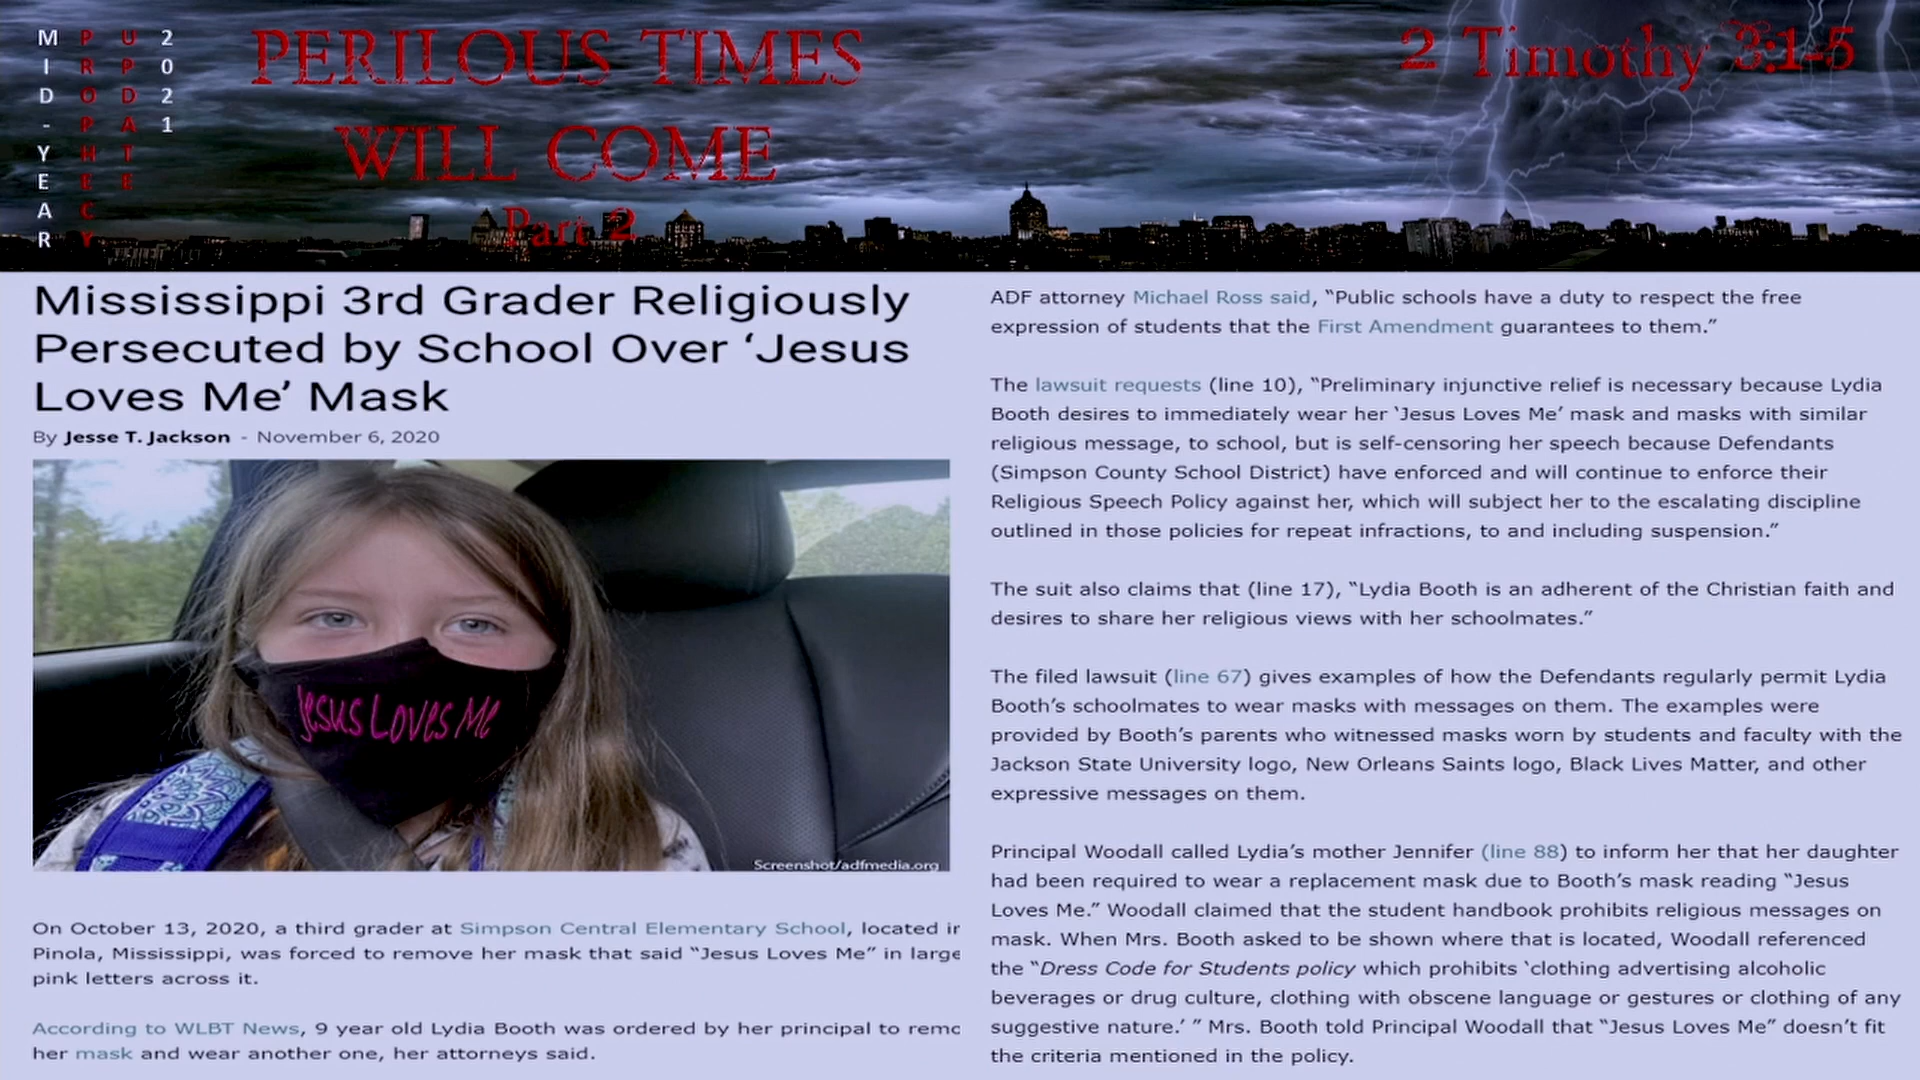 MID-YEAR
PROPHECY
UPDATE
2021
PERILOUS TIMES
WILL COME
Part 2
2 Timothy 3:1-5
Mississippi 3rd Grader Religiously
Persecuted by School Over ‘Jesus
Loves Me’ Mask
By Jesse T. Jackson - November 6, 2020
Jesus Loves Me
Screenshot/adfmedia.org
On October 13, 2020, a third grader at Simpson Central Elementary School, located in
Pinola, Mississippi, was forced to remove her mask that said “Jesus Loves Me” in large
pink letters across it.
According to WLBT News, 9 year old Lydia Booth was ordered by her principal to remo
her mask and wear another one, her attorneys said.
ADF attorney Michael Ross said, “Public schools have a duty to respect the free
expression of students that the First Amendment guarantees to them.”
The lawsuit requests (line 10), “Preliminary injunctive relief is necessary because Lydia
Booth desires to immediately wear her ‘Jesus Loves Me’ mask and masks with similar
religious message, to school, but is self-censoring her speech because Defendants
(Simpson County School District) have enforced and will continue to enforce their
Religious Speech Policy against her, which will subject her to the escalating discipline
outlined in those policies for repeat infractions, to and including suspension.”
The suit also claims that (line 17), “Lydia Booth is an adherent of the Christian faith and
desires to share her religious views with her schoolmates.”
The filed lawsuit (line 67) gives examples of how the Defendants regularly permit Lydia
Booth’s schoolmates to wear masks with messages on them. The examples were
provided by Booth’s parents who witnessed masks worn by students and faculty with the
Jackson State University logo, New Orleans Saints logo, Black Lives Matter, and other
expressive messages on them.
Principal Woodall called Lydia’s mother Jennifer (line 88) to inform her that her daughter
had been required to wear a replacement mask due to Booth’s mask reading “Jesus
Loves Me.” Woodall claimed that the student handbook prohibits religious messages on
mask. When Mrs. Booth asked to be shown where that is located, Woodall referenced
the “Dress Code for Students policy which prohibits ‘clothing advertising alcoholic
beverages or drug culture, clothing with obscene language or gestures or clothing of any
suggestive nature.’ ” Mrs. Booth told Principal Woodall that “Jesus Loves Me” doesn’t fit
the criteria mentioned in the policy.